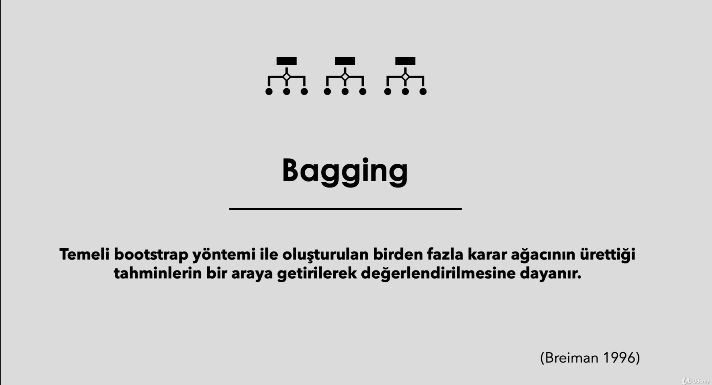 Bagging
Temeli bootstrap yöntemi ile oluşturulan birden fazla karar ağacının ürettiği
tahminlerin bir araya getirilerek değerlendirilmesine dayanır.
(Breiman 1996)